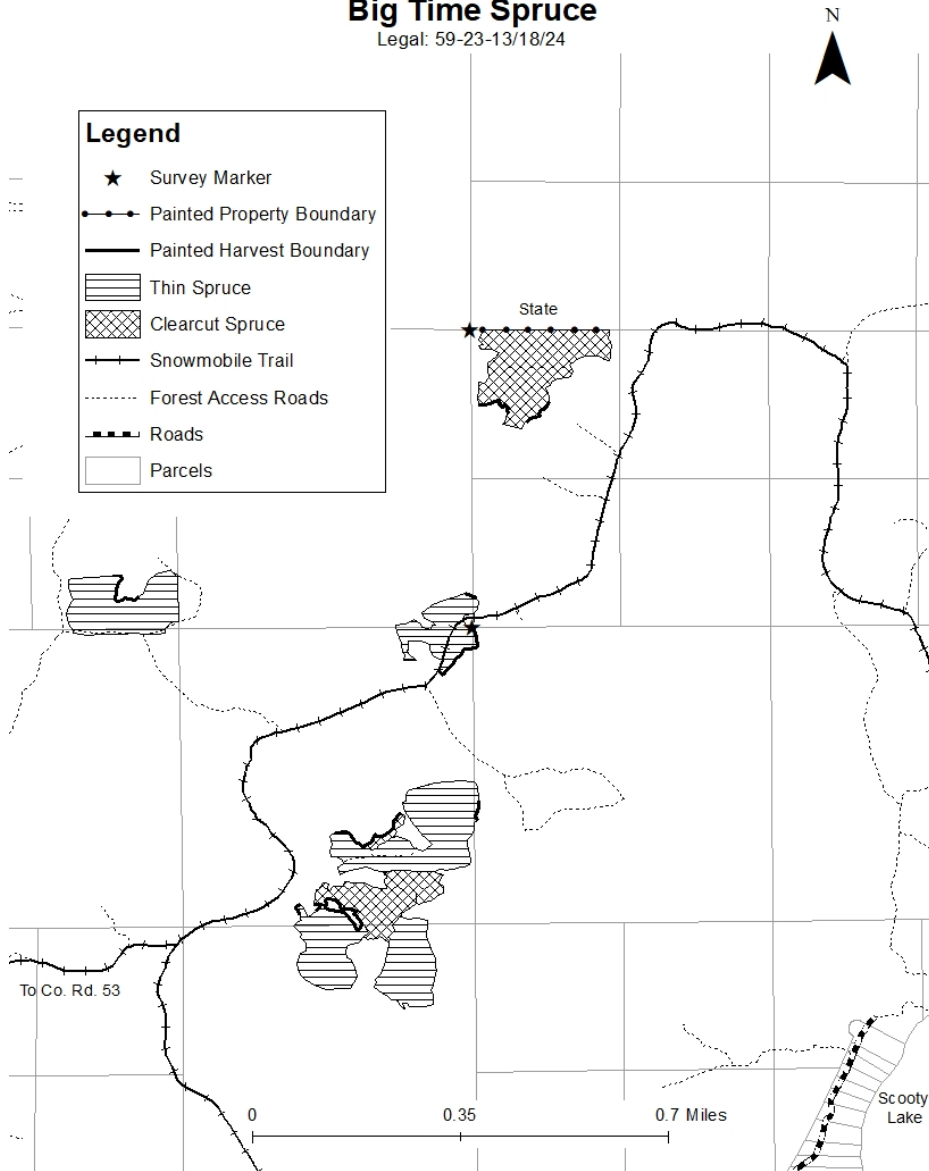 Big Time Spruce
Legal: 59-23-13/18/24
N
Legend
Survey Marker
Painted Property Boundary
Painted Harvest Boundary
Thin Spruce
Clearcut Spruce
Snowmobile Trail
Forest Access Roads
Roads
Parcels
State
To Co. Rd. 53
Scooty
Lake
0 0.35 0.7 Miles